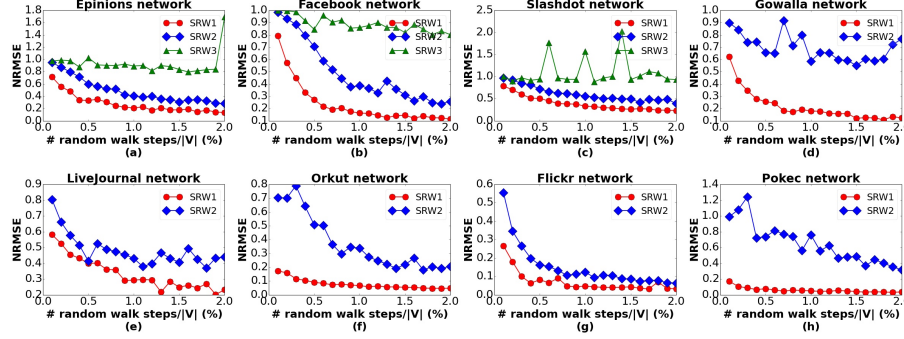 Epinions network
NRMSE
1.8
1.6
1.4
1.2
1.0
0.8
0.6
0.4
0.2
0.0
0.0 0.5 1.0 1.5 2.0
SRW1
SRW2
SRW3
# random walk steps/|V| (%)
(a)
Facebook network
NRMSE
1.0
0.8
0.6
0.4
0.2
0.0 0.5 1.0 1.5 2.0
SRW1
SRW2
SRW3
# random walk steps/|V| (%)
(b)
Slashdot network
NRMSE
2.5
2.0
1.5
1.0
0.5
0.0
0.0 0.5 1.0 1.5 2.0
SRW1
SRW2
SRW3
# random walk steps/|V| (%)
(c)
Gowalla network
NRMSE
1.0
0.9
0.8
0.7
0.6
0.5
0.4
0.3
0.2
0.1
0.0 0.5 1.0 1.5 2.0
SRW1
SRW2
# random walk steps/|V| (%)
(d)
LiveJournal network
NRMSE
0.9
0.8
0.7
0.6
0.5
0.4
0.3
0.2
0.0 0.5 1.0 1.5 2.0
SRW1
SRW2
# random walk steps/|V| (%)
(e)
Orkut network
NRMSE
0.8
0.7
0.6
0.5
0.4
0.3
0.2
0.1
0.0
0.0 0.5 1.0 1.5 2.0
SRW1
SRW2
# random walk steps/|V| (%)
(f)
Flickr network
NRMSE
0.6
0.5
0.4
0.3
0.2
0.1
0.0
0.0 0.5 1.0 1.5 2.0
SRW1
SRW2
# random walk steps/|V| (%)
(g)
Pokec network
NRMSE
1.4
1.2
1.0
0.8
0.6
0.4
0.2
0.0
0.0 0.5 1.0 1.5 2.0
SRW1
SRW2
# random walk steps/|V| (%)
(h)